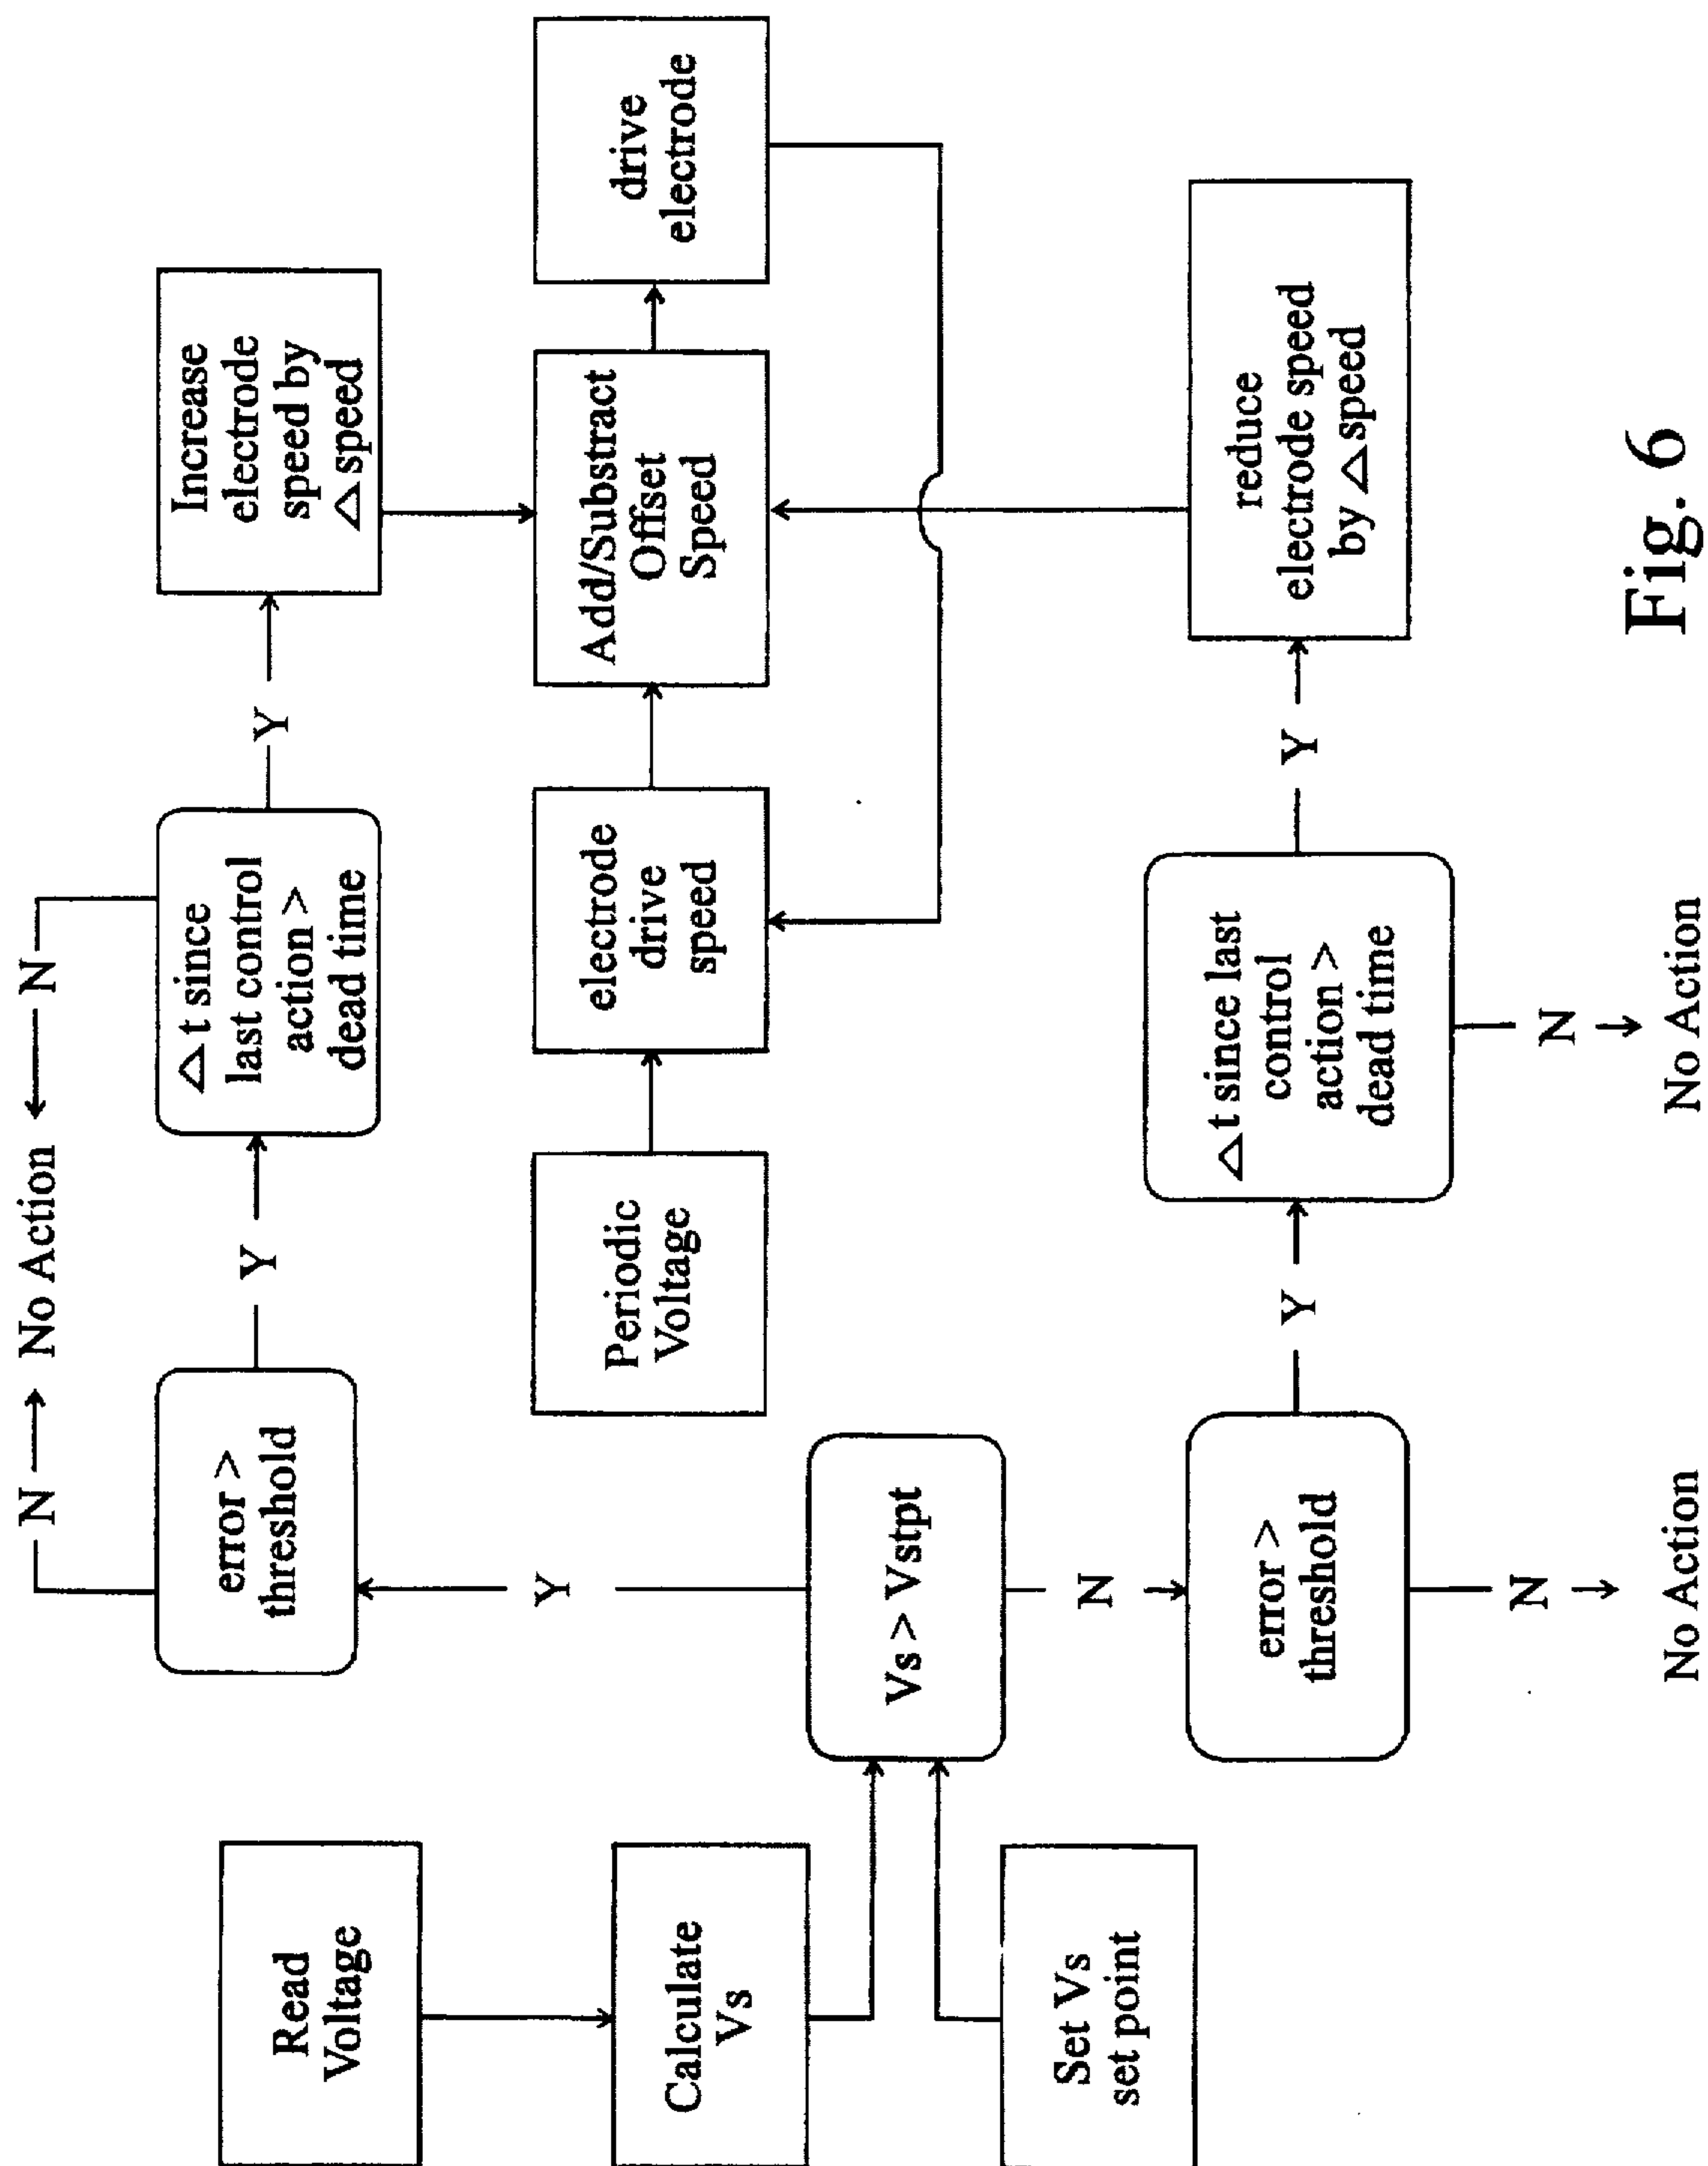 N → No Action ← N
error >
threshold
Y
△ t since
last control
action >
dead time
Y
Increase
electrode
speed by
△ speed
Read
Voltage
Calculate
Vs
Set Vs
set point
Vs > Vstpt
Y
N
Periodic
Voltage
electrode
drive
speed
Add/Substract
Offset
Speed
drive
electrode
error >
threshold
Y
△ t since last
control
action >
dead time
Y
reduce
electrode speed
by △ speed
N
No Action
N
No Action
Fig. 6